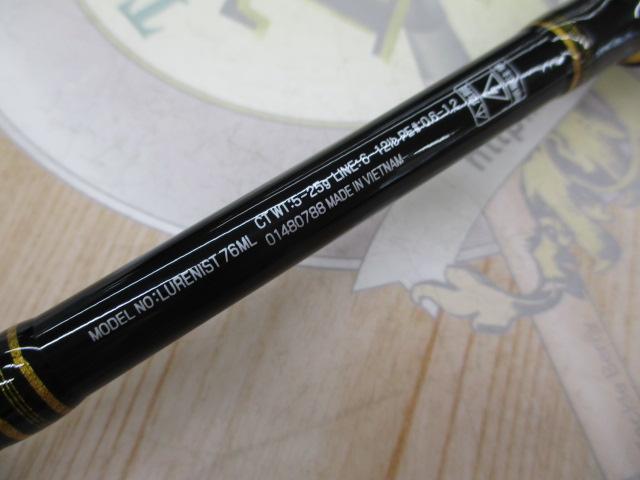 MODEL NO:LURENIST 76ML CT WT:5-25g LINE:6-12lb PE#:0.6-1.2
01480788 MADE IN VIETNAM
http